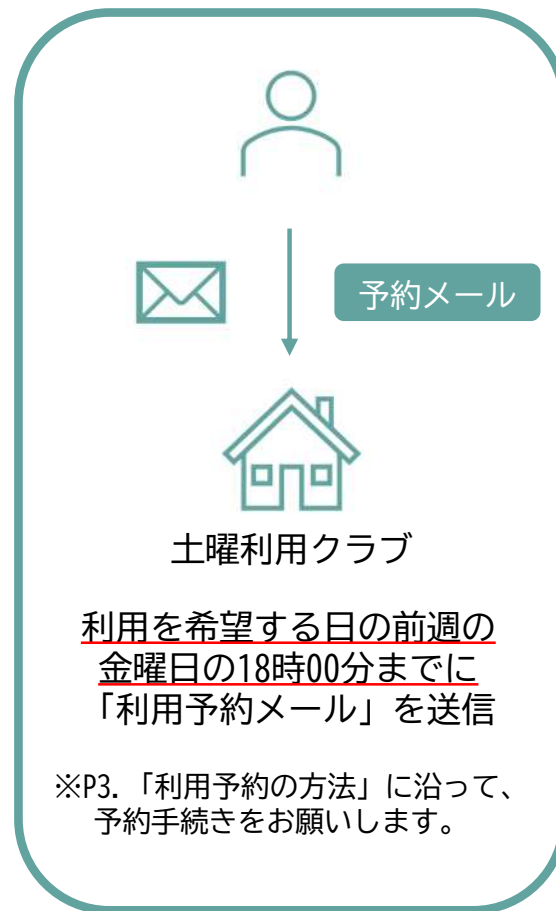 予約メール
土曜利用クラブ
利用を希望する日の前週の
金曜日の18時00分までに
「利用予約メール」を送信
※P3.「利用予約の方法」に沿って、
予約手続きをお願いします。